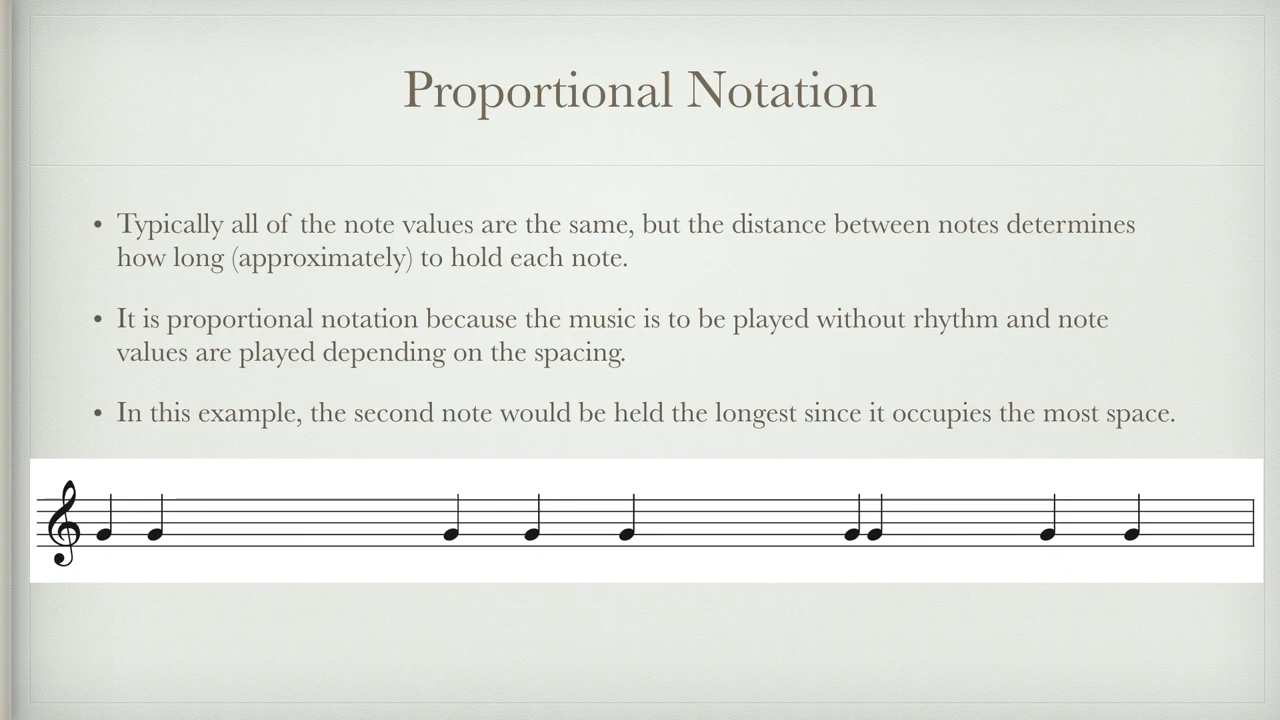 Proportional Notation
• Typically all of the note values are the same, but the distance between notes determines
how long (approximately) to hold each note.
• It is proportional notation because the music is to be played without rhythm and note
values are played depending on the spacing.
• In this example, the second note would be held the longest since it occupies the most space.